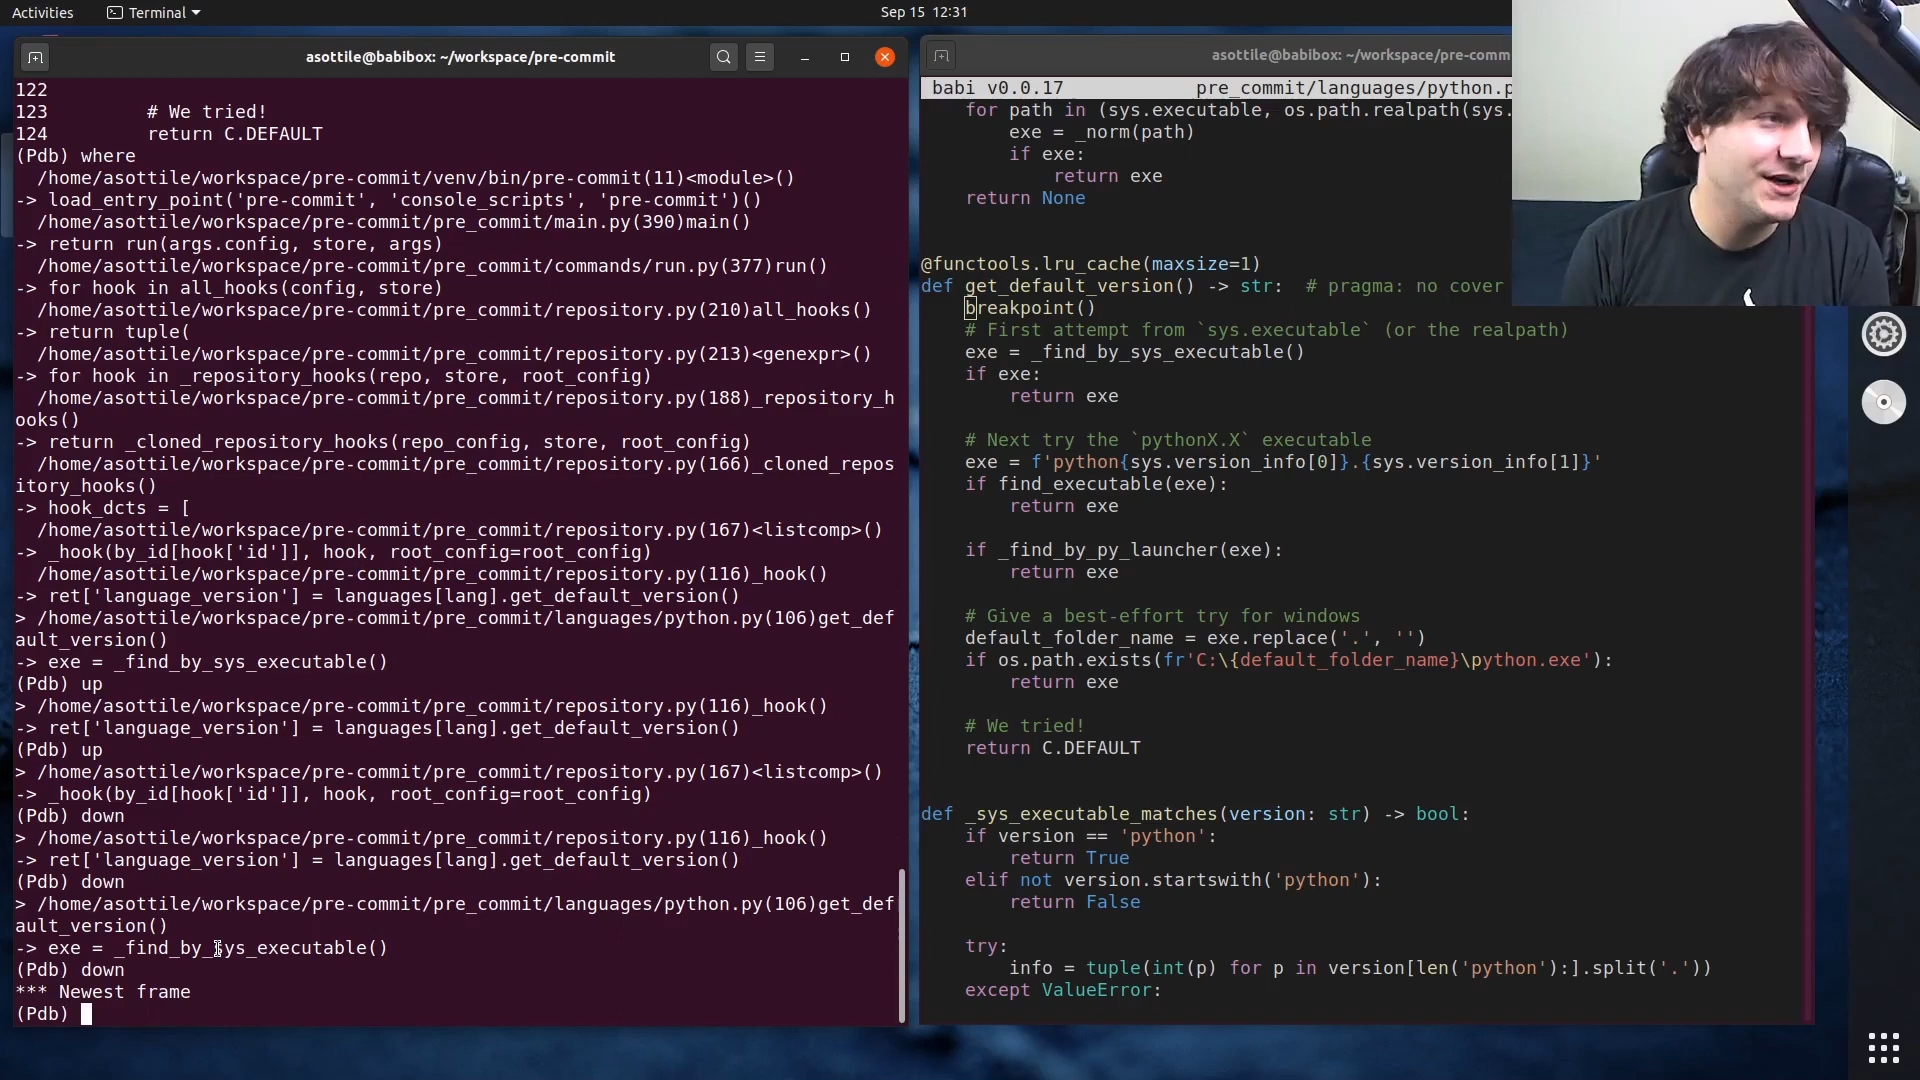 Activities
Terminal
Sep 15 12:31
asottile@babibox: ~/workspace/pre-commit
122
123         # We tried!
124         return C.DEFAULT
(Pdb) where
  /home/asottile/workspace/pre-commit/venv/bin/pre-commit(11)<module>()
-> load_entry_point('pre-commit', 'console_scripts', 'pre-commit')()
  /home/asottile/workspace/pre-commit/pre_commit/main.py(390)main()
-> return run(args.config, store, args)
  /home/asottile/workspace/pre-commit/pre_commit/commands/run.py(377)run()
-> for hook in all_hooks(config, store)
  /home/asottile/workspace/pre-commit/pre_commit/repository.py(210)all_hooks()
-> return tuple(
  /home/asottile/workspace/pre-commit/pre_commit/repository.py(213)<genexpr>()
-> for hook in _repository_hooks(repo, store, root_config)
  /home/asottile/workspace/pre-commit/pre_commit/repository.py(188)_repository_h
ooks()
-> return _cloned_repository_hooks(repo_config, store, root_config)
  /home/asottile/workspace/pre-commit/pre_commit/repository.py(166)_cloned_repos
itory_hooks()
-> hook_dcts = [
  /home/asottile/workspace/pre-commit/pre_commit/repository.py(167)<listcomp>()
-> _hook(by_id[hook['id']], hook, root_config=root_config)
  /home/asottile/workspace/pre-commit/pre_commit/repository.py(116)_hook()
-> ret['language_version'] = languages[lang].get_default_version()
> /home/asottile/workspace/pre-commit/pre_commit/languages/python.py(106)get_def
ault_version()
-> exe = _find_by_sys_executable()
(Pdb) up
> /home/asottile/workspace/pre-commit/pre_commit/repository.py(116)_hook()
-> ret['language_version'] = languages[lang].get_default_version()
(Pdb) up
> /home/asottile/workspace/pre-commit/pre_commit/repository.py(167)<listcomp>()
-> _hook(by_id[hook['id']], hook, root_config=root_config)
(Pdb) down
> /home/asottile/workspace/pre-commit/pre_commit/repository.py(116)_hook()
-> ret['language_version'] = languages[lang].get_default_version()
(Pdb) down
> /home/asottile/workspace/pre-commit/pre_commit/languages/python.py(106)get_def
ault_version()
-> exe = _find_by_sys_executable()
(Pdb) down
*** Newest frame
(Pdb)
asottile@babibox: ~/workspace/pre-comm
babi v0.0.17               pre_commit/languages/python.p
    for path in (sys.executable, os.path.realpath(sys.
        exe = _norm(path)
        if exe:
            return exe
    return None
@functools.lru_cache(maxsize=1)
def get_default_version() -> str:  # pragma: no cover
    breakpoint()
    # First attempt from `sys.executable` (or the realpath)
    exe = _find_by_sys_executable()
    if exe:
        return exe
    # Next try the `pythonX.X` executable
    exe = f'python{sys.version_info[0]}.{sys.version_info[1]}'
    if find_executable(exe):
        return exe
    if _find_by_py_launcher(exe):
        return exe
    # Give a best-effort try for windows
    default_folder_name = exe.replace('.', '')
    if os.path.exists(fr'C:\{default_folder_name}\python.exe'):
        return exe
    # We tried!
    return C.DEFAULT
def _sys_executable_matches(version: str) -> bool:
    if version == 'python':
        return True
    elif not version.startswith('python'):
        return False
    try:
        info = tuple(int(p) for p in version[len('python'):].split('.'))
    except ValueError: